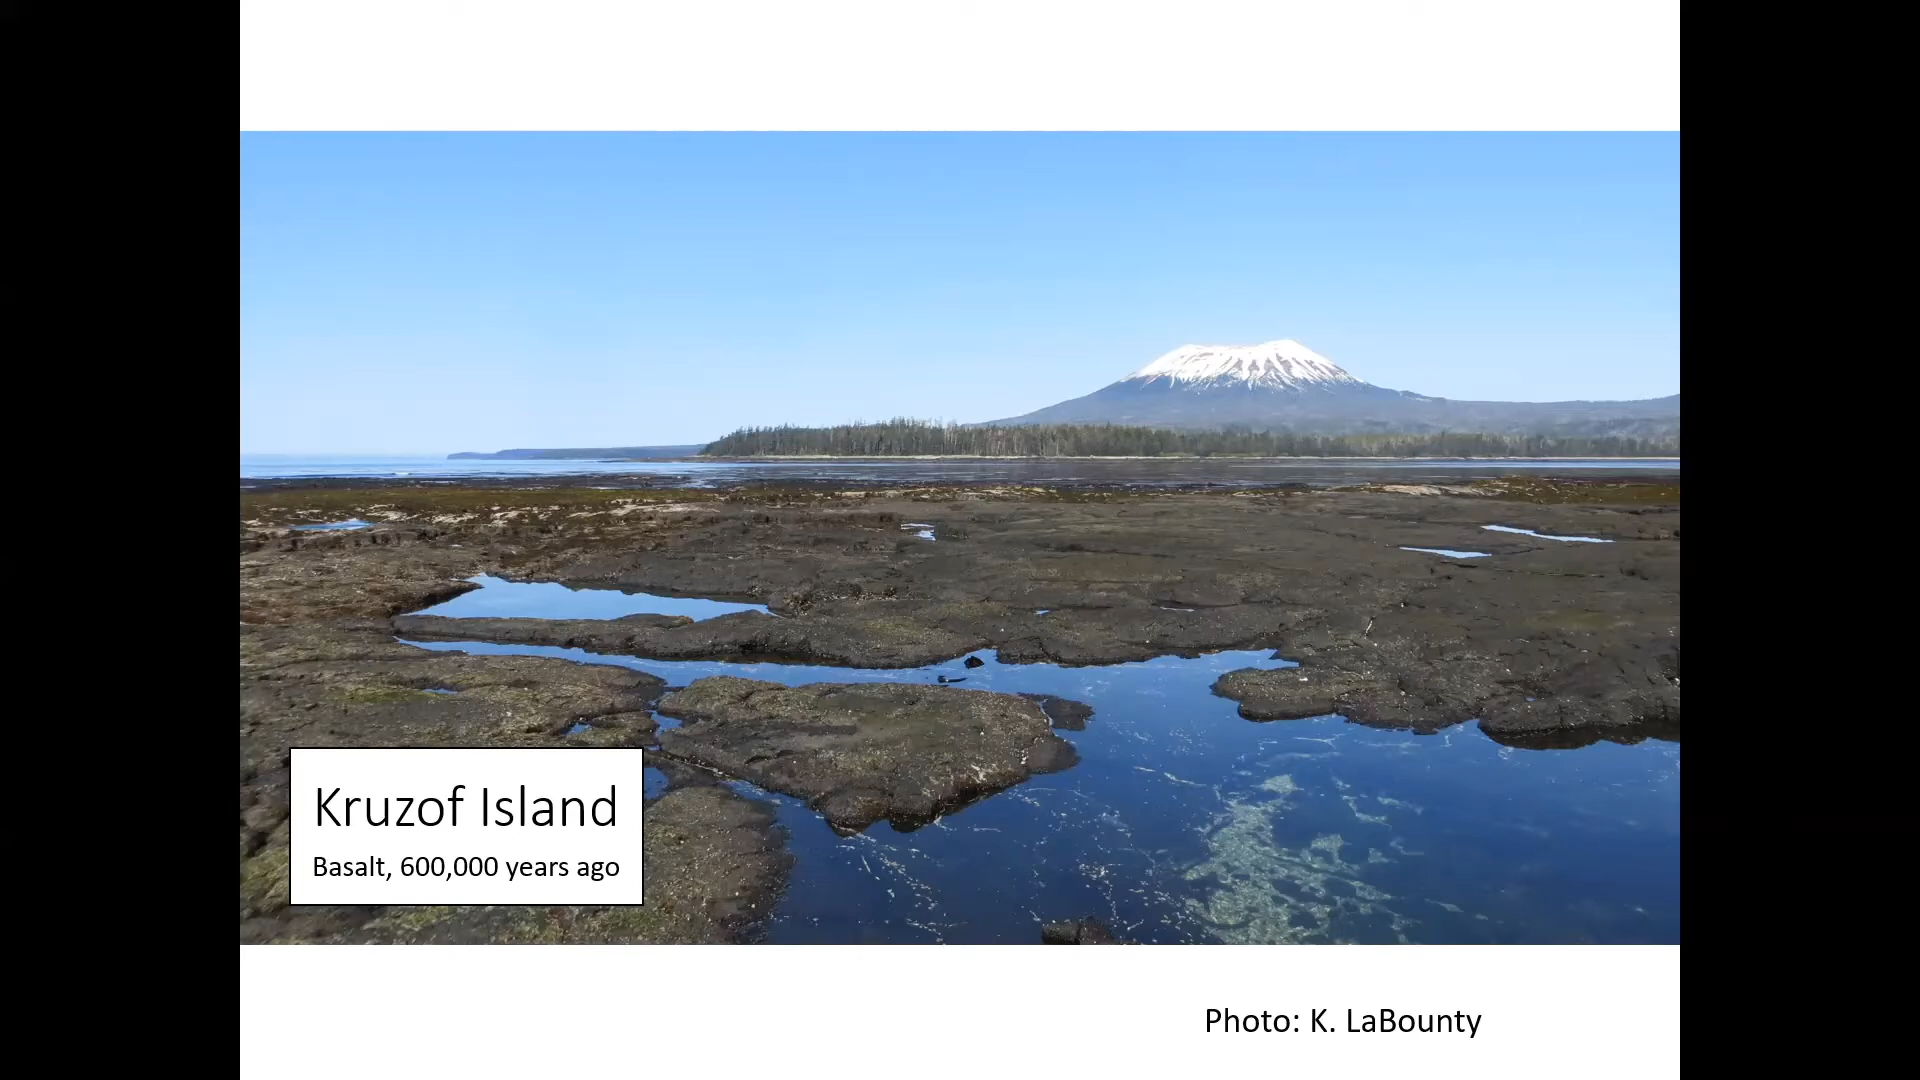 Kruzof Island
Basalt, 600,000 years ago
Photo: K. LaBounty